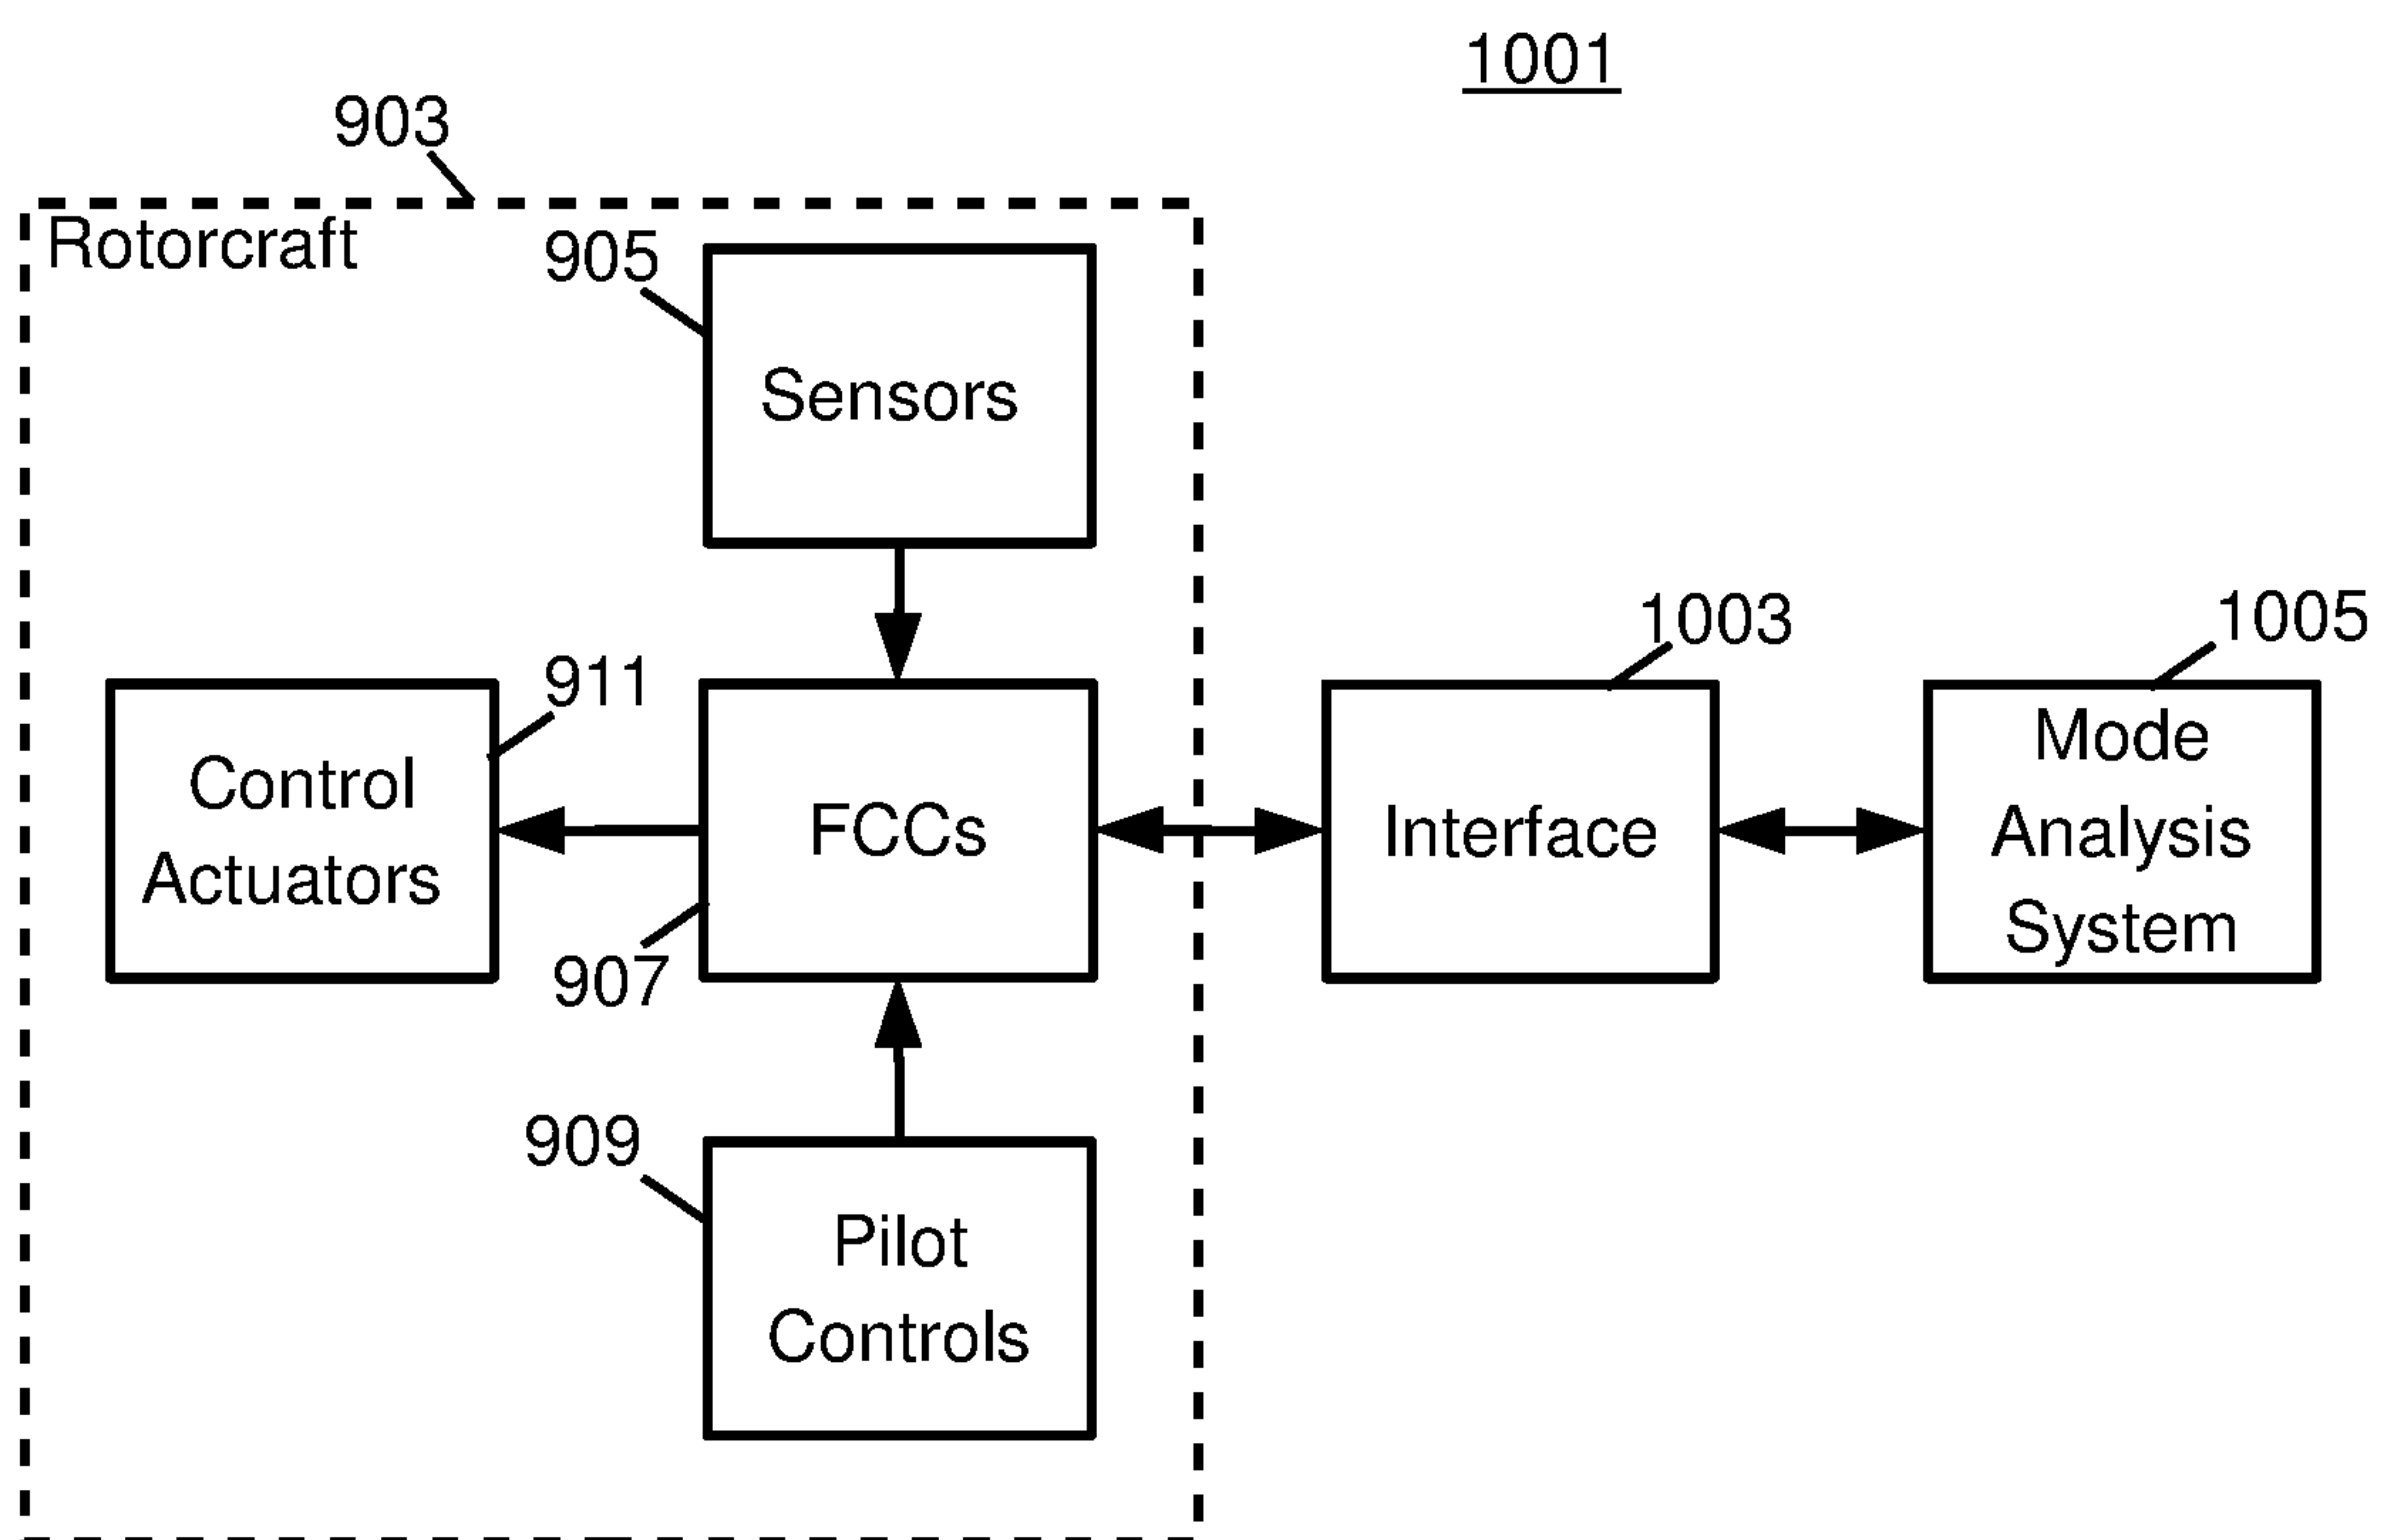 1001
903
Rotorcraft
905
Sensors
1003
1005
911
Control
Actuators
FCCs
Interface
Mode
Analysis
System
907
909
Pilot
Controls